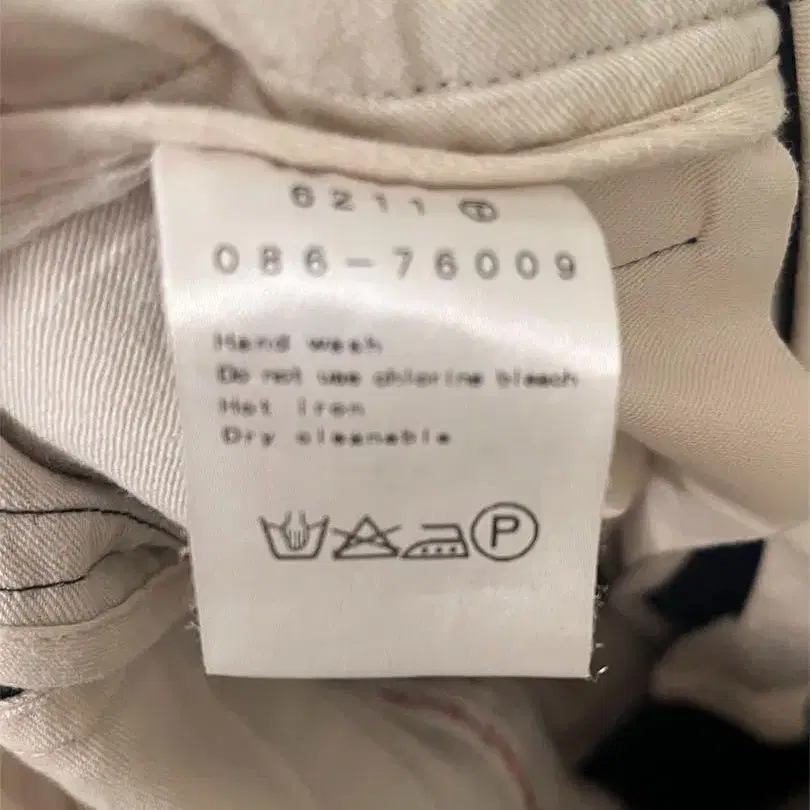 6211 Ⓣ
086-76009
Hand wash
Do not use chlorine bleach
Hot iron
Dry cleanable
P